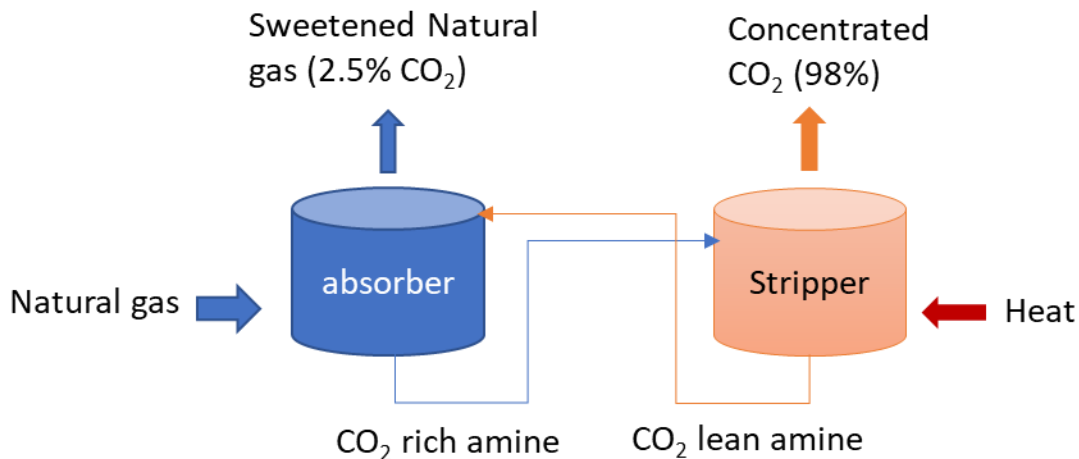 Sweetened Natural
gas (2.5% CO₂)
Concentrated
CO₂ (98%)
absorber
Stripper
Natural gas
Heat
CO₂ rich amine
CO₂ lean amine